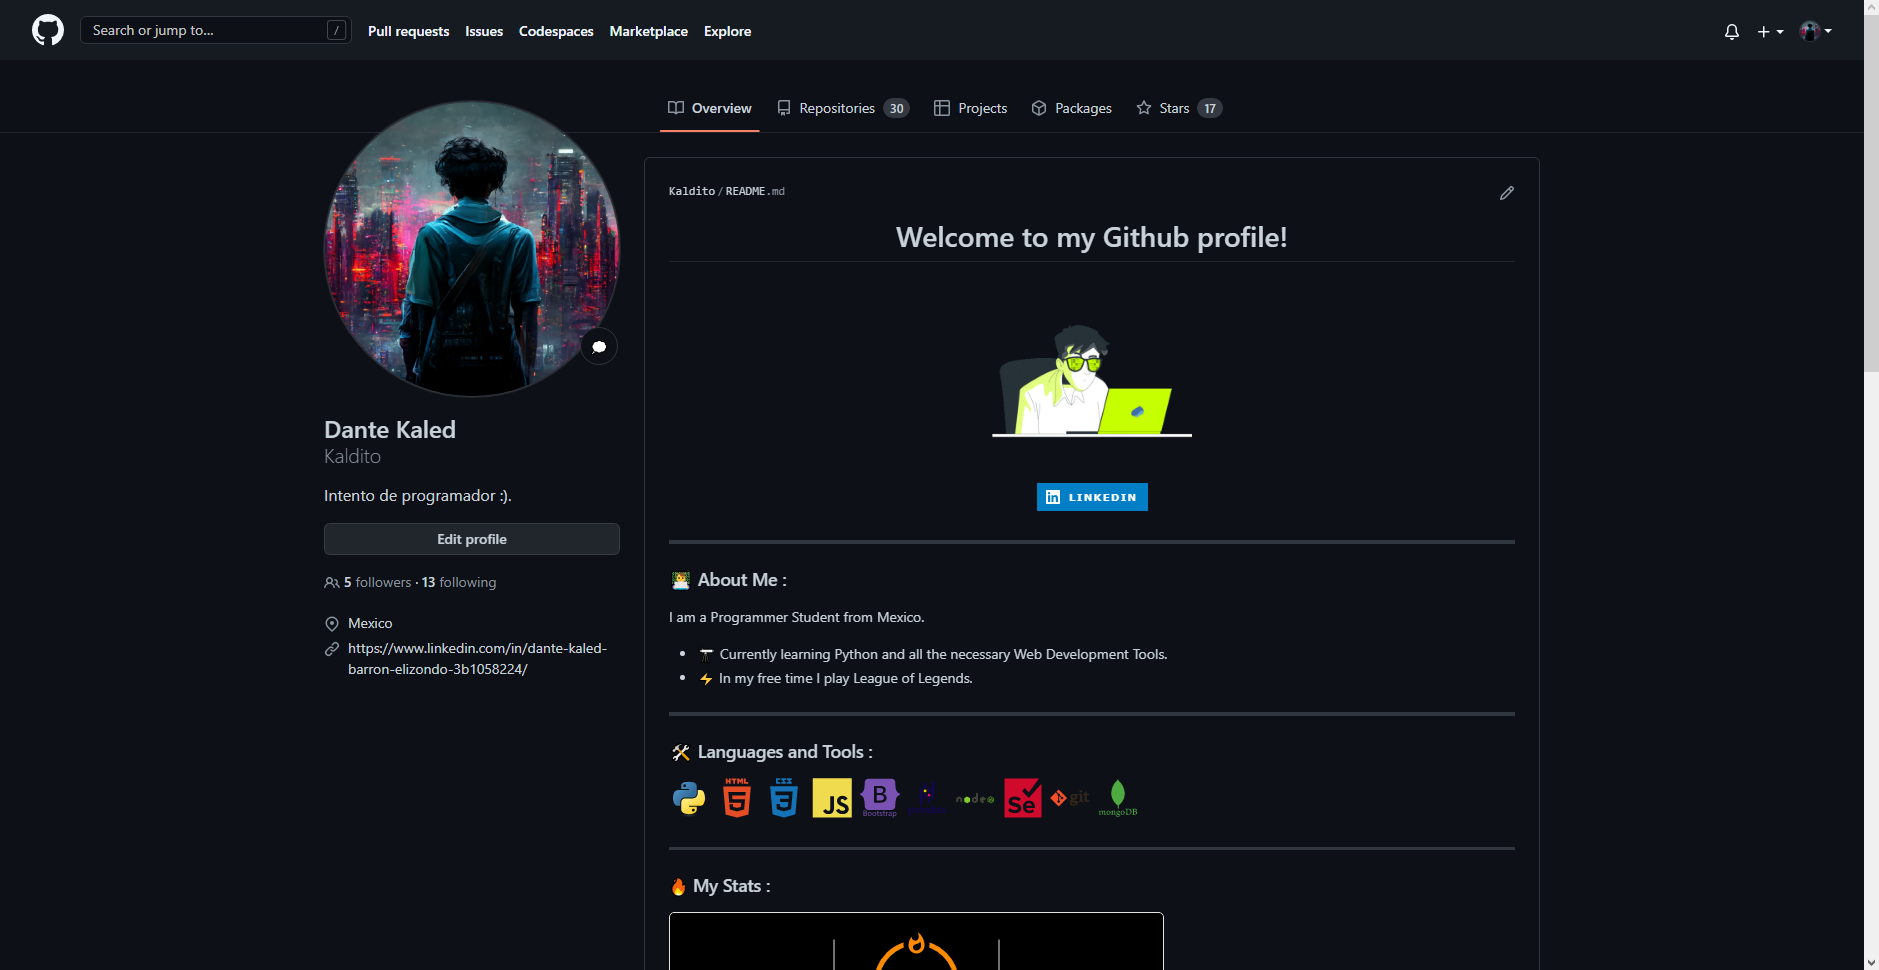 Search or jump to... /
Pull requests Issues Codespaces Marketplace Explore
Overview Repositories 30 Projects Packages Stars 17
Dante Kaled
Kaldito
Intento de programador :).
Edit profile
5 followers · 13 following
Mexico
https://www.linkedin.com/in/dante-kaled-
barron-elizondo-3b1058224/
Kaldito/README.md
Welcome to my Github profile!
in LINKEDIN
About Me :
I am a Programmer Student from Mexico.
Currently learning Python and all the necessary Web Development Tools.
In my free time I play League of Legends.
Languages and Tools :
HTML 5
CSS 3
JS
B
Bootstrap
node
Se
git
mongoDB
My Stats :